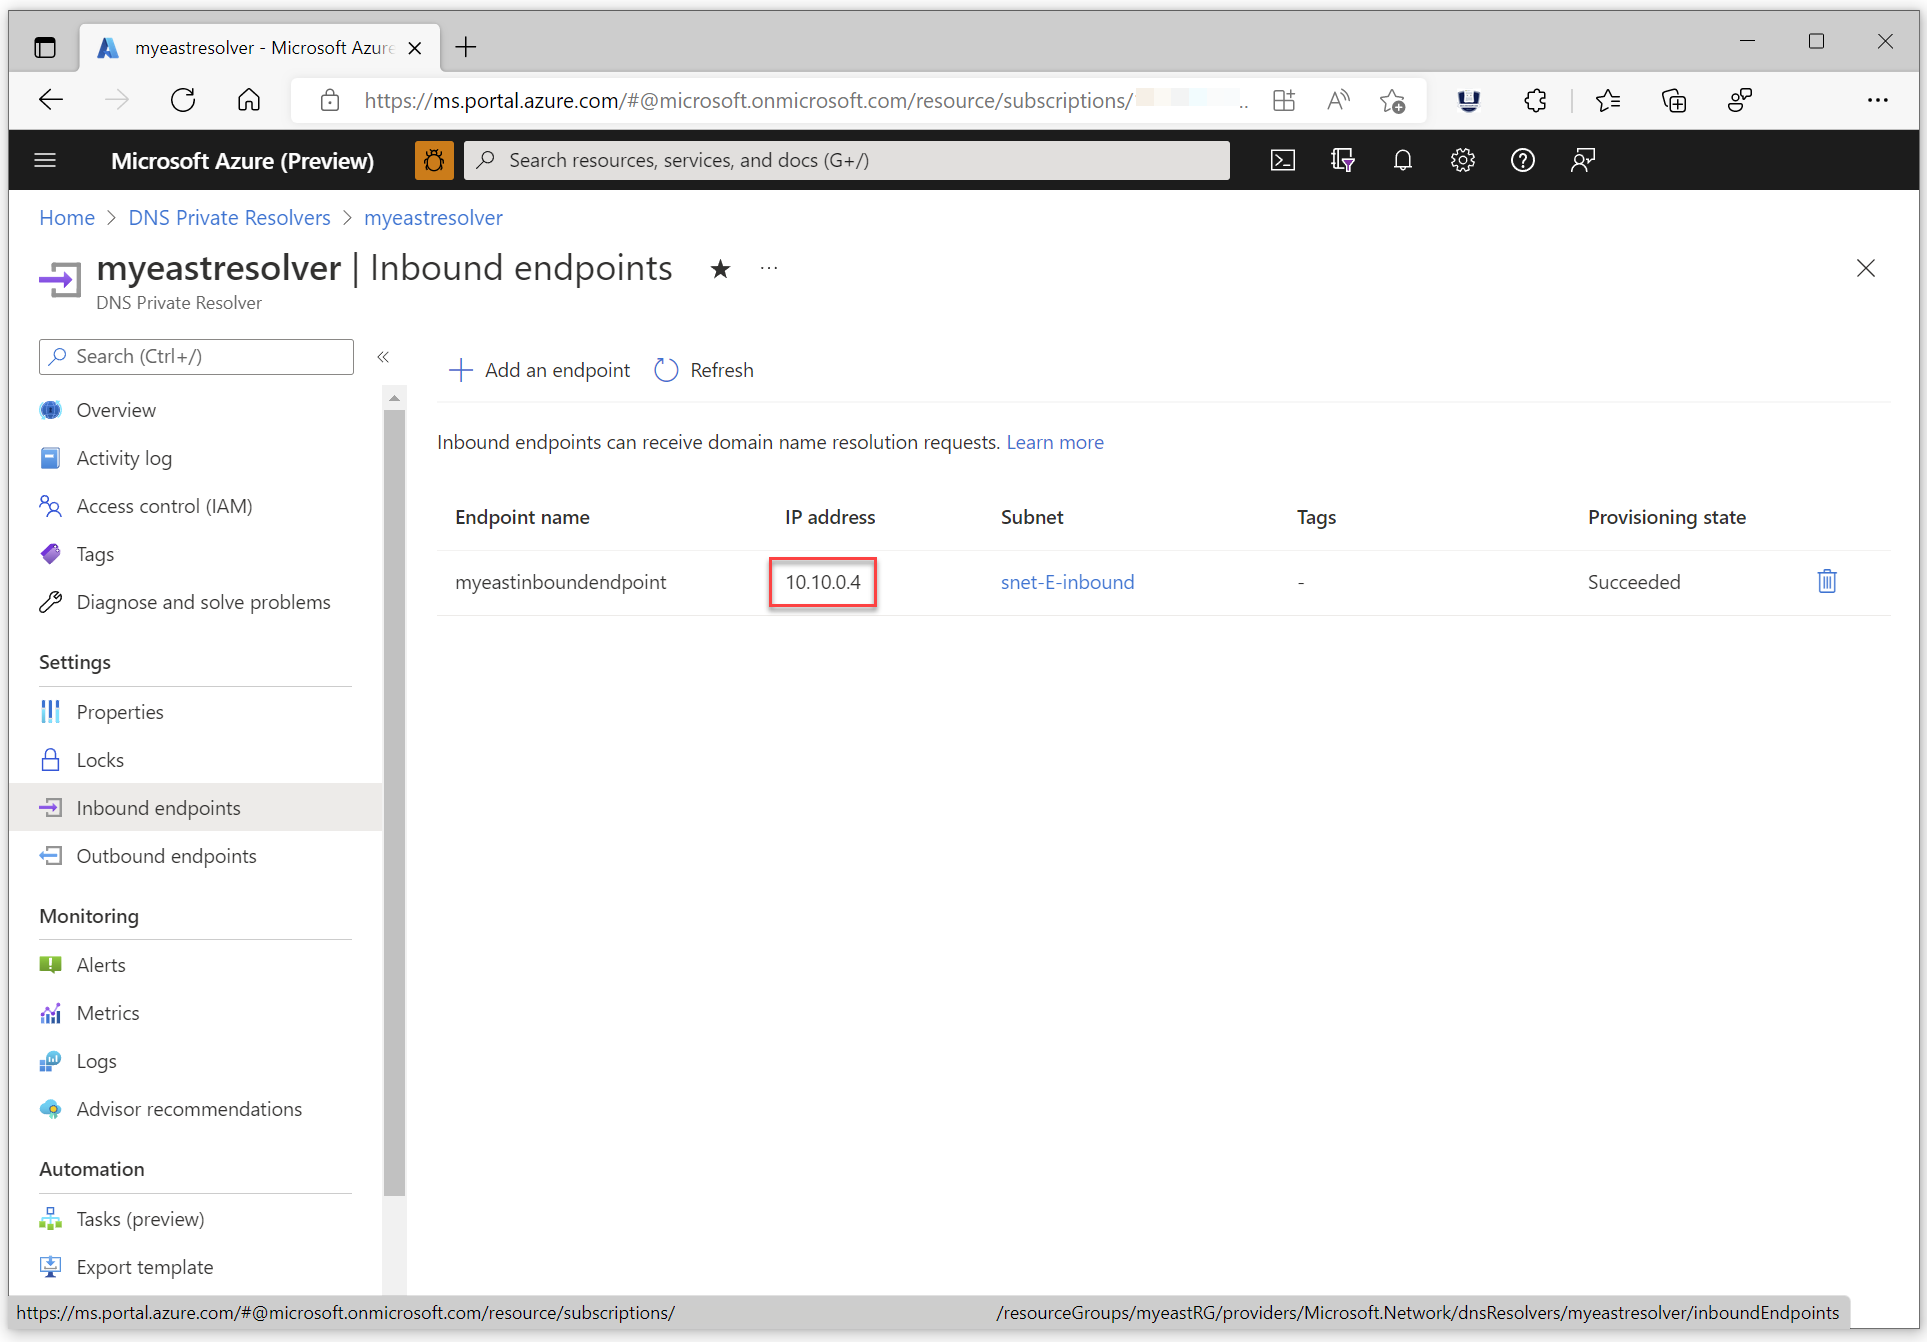 myeastresolver - Microsoft Azure
https://ms.portal.azure.com/#@microsoft.onmicrosoft.com/resource/subscriptions/ ..
Microsoft Azure (Preview)
Search resources, services, and docs (G+/)
Home > DNS Private Resolvers > myeastresolver
myeastresolver | Inbound endpoints ...
DNS Private Resolver
Search (Ctrl+/)
«
Overview
Activity log
Access control (IAM)
Tags
Diagnose and solve problems
Settings
Properties
Locks
Inbound endpoints
Outbound endpoints
Monitoring
Alerts
Metrics
Logs
Advisor recommendations
Automation
Tasks (preview)
Export template
Add an endpoint Refresh
Inbound endpoints can receive domain name resolution requests. Learn more
Endpoint name IP address Subnet Tags Provisioning state
myeastinboundendpoint 10.10.0.4 snet-E-inbound - Succeeded
https://ms.portal.azure.com/#@microsoft.onmicrosoft.com/resource/subscriptions/ /resourceGroups/myeastRG/providers/Microsoft.Network/dnsResolvers/myeastresolver/inboundEndpoints